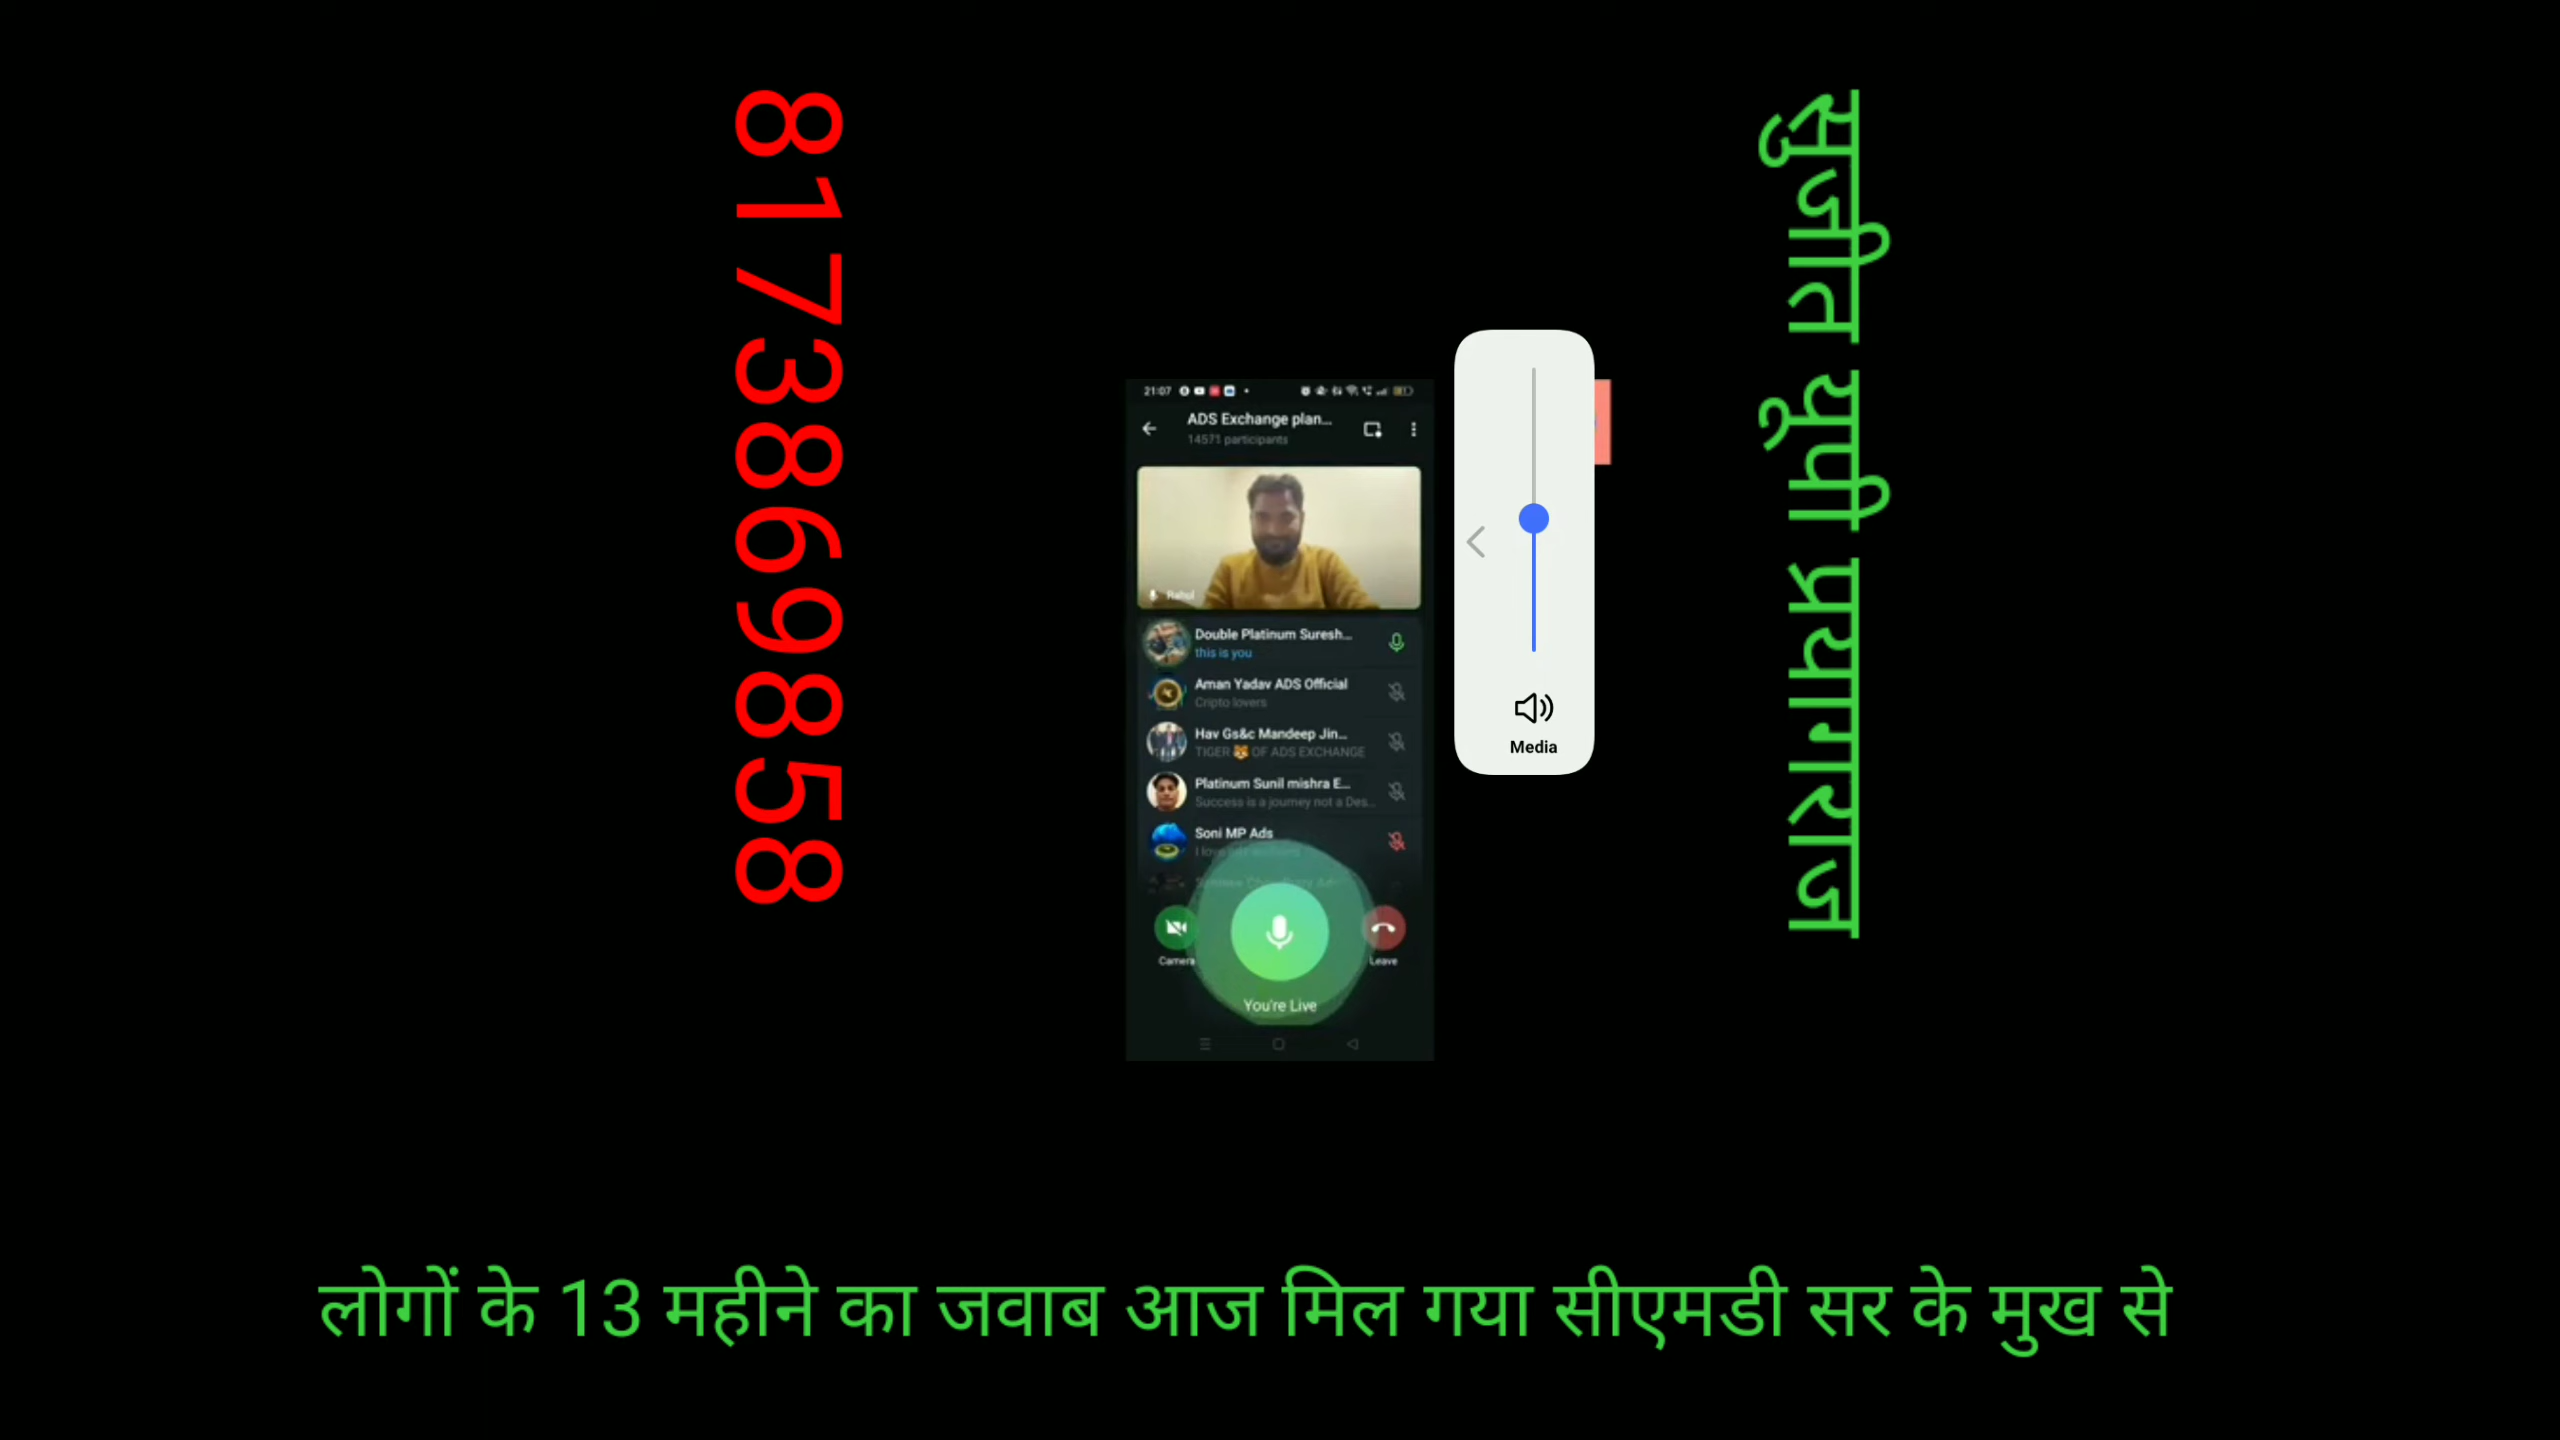 8173869858
सुजीत यूपी प्रयागराज
21:07
ADS Exchange plan...
14571 participants
Rahul
Double Platinum Suresh...
this is you
Aman Yadav ADS Official
Cripto lovers
Hav Gs&c Mandeep Jin...
TIGER 🐯 OF ADS EXCHANGE
Platinum Sunil mishra E...
Success is a journey not a Des...
Soni MP Ads
I love
Camera
Leave
You're Live
Media
लोगों के 13 महीने का जवाब आज मिल गया सीएमडी सर के मुख से